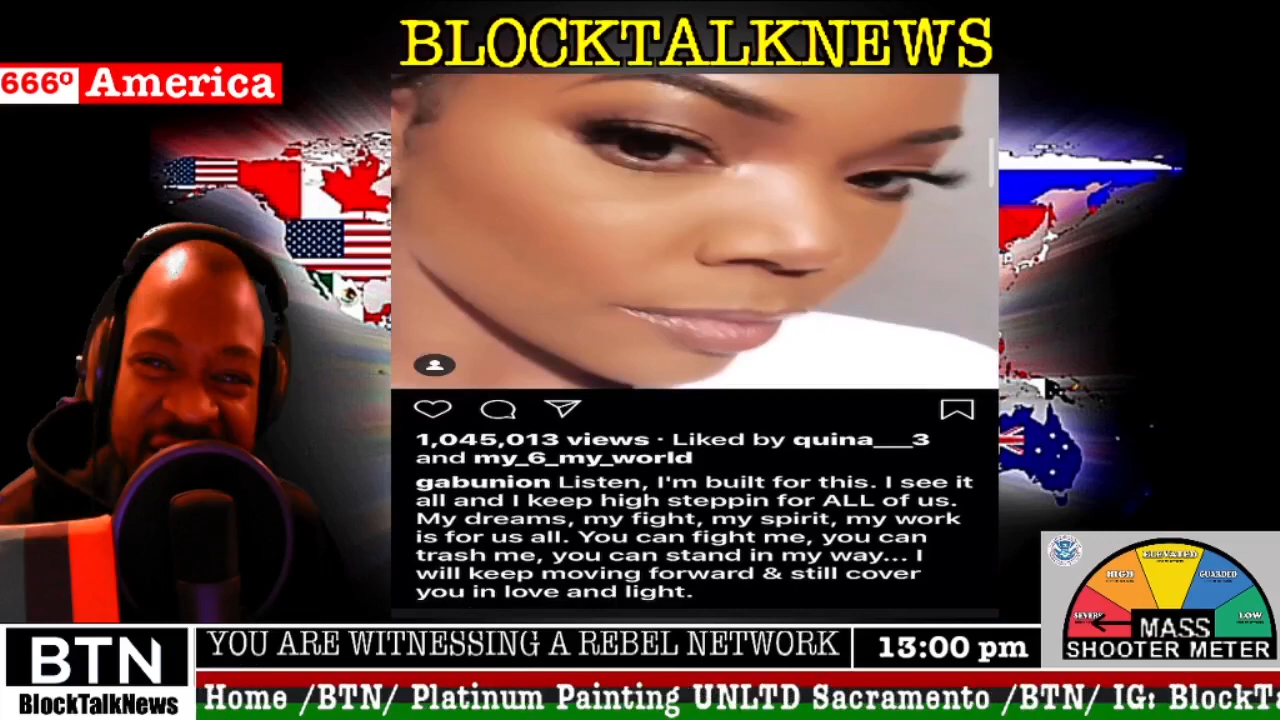 BLOCKTALKNEWS
666º America
1,045,013 views · Liked by quina___3
and my_6_my_world
gabunion Listen, I'm built for this. I see it
all and I keep high steppin for ALL of us.
My dreams, my fight, my spirit, my work
is for us all. You can fight me, you can
trash me, you can stand in my way... I
will keep moving forward & still cover
you in love and light.
ELEVATED
HIGH
GUARDED
SEVERE
LOW
MASS
SHOOTER METER
BTN
BlockTalkNews
YOU ARE WITNESSING A REBEL NETWORK
13:00 pm
Home /BTN/ Platinum Painting UNLTD Sacramento /BTN/ IG: BlockT